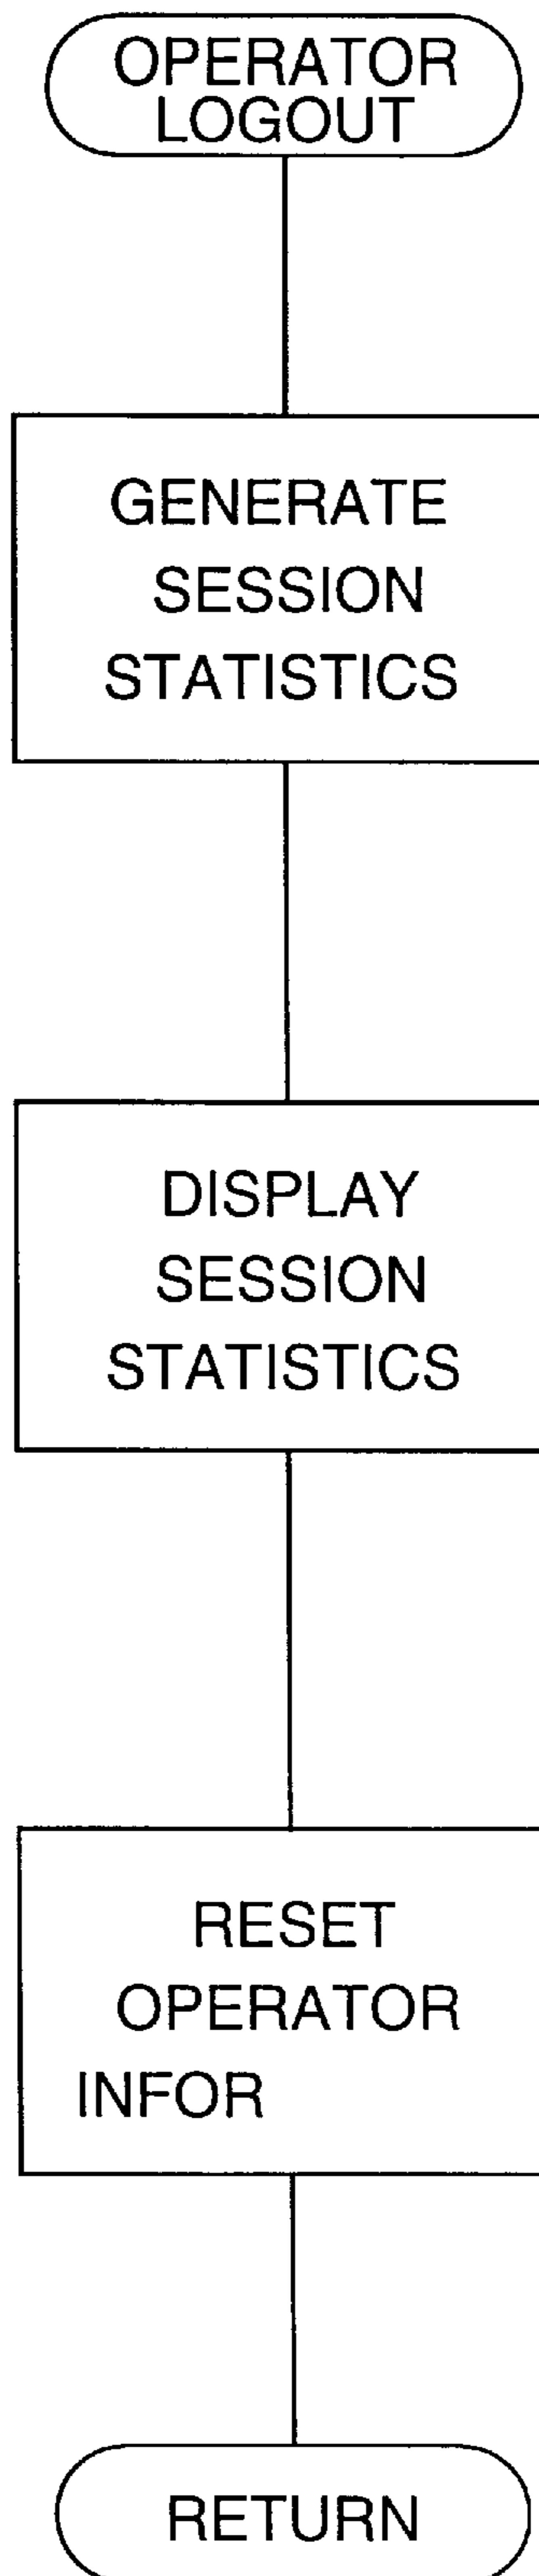 OPERATOR
LOGOUT
GENERATE
SESSION
STATISTICS
DISPLAY
SESSION
STATISTICS
RESET
OPERATOR
INFOR
RETURN